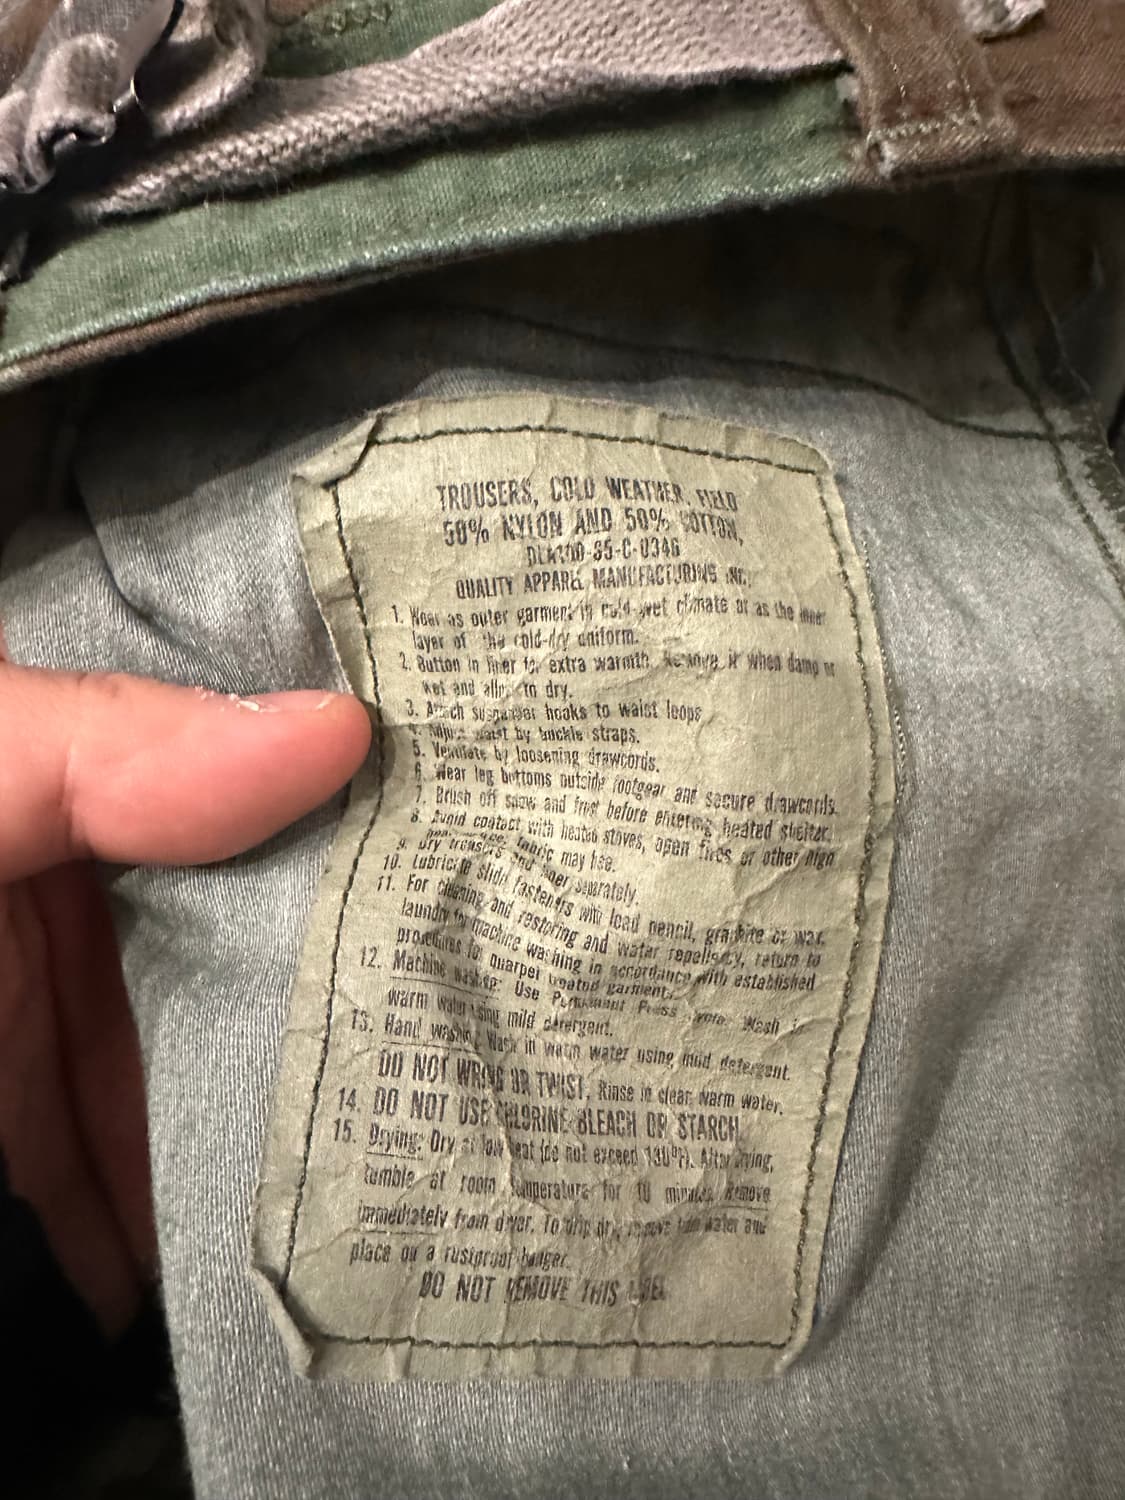 TROUSERS, COLD WEATHER, FIELD
50% NYLON AND 50% COTTON,
DLA100-85-C-0346
QUALITY APPAREL MANUFACTURING INC.,
1. Wear as outer garment in cold-wet climate or as the inner
layer of the cold-dry uniform.
2. Button in liner for extra warmth. Remove it when damp or
wet and allow to dry.
3. Attach suspender hooks to waist loops
4. Adjust waist by buckle straps.
5. Ventilate by loosening drawcords.
6. Wear leg bottoms outside footgear and secure drawcords.
7. Brush off snow and frost before entering heated shelter.
8. Avoid contact with heated stoves, open fires or other high
fabric may fuse.
9. Dry trousers and liner separately.
10. Lubricate slide fasteners with lead pencil, graphite or wax.
11. For cleaning and restoring and water repellency, return to
laundry for machine washing in accordance with established
procedures for quarpel treated garments.
12. Machine washing: Use Permanent Press cycle. Wash in
warm water using mild detergent.
13. Hand washing: Wash in warm water using mild detergent.
DO NOT WRING OR TWIST. Rinse in clear, warm water.
14. DO NOT USE CHLORINE BLEACH OR STARCH
15. Drying: Dry at low heat (do not exceed 130°F). After drying,
tumble at room temperature for 10 minutes. Remove
immediately from dryer. To drip dry, remove from water and
place on a rustproof hanger.
DO NOT REMOVE THIS LABEL